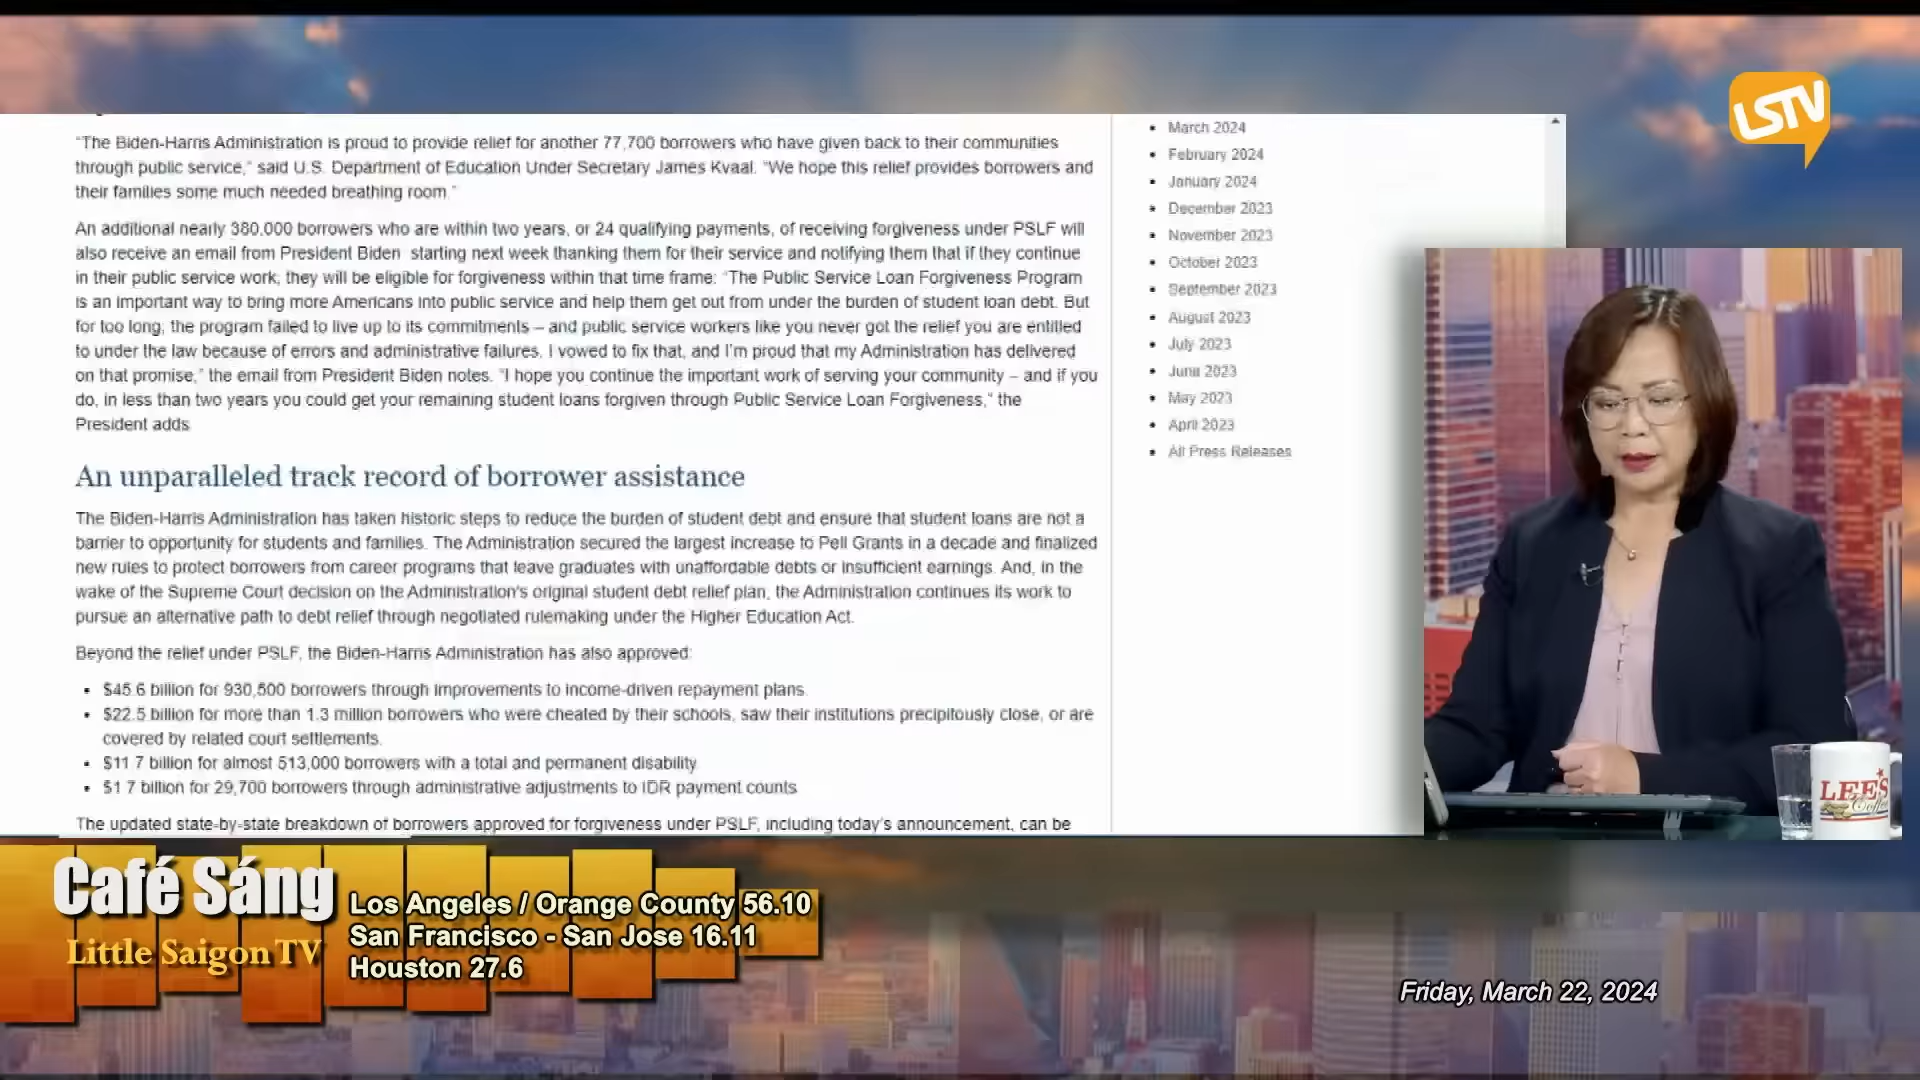 LSTV
"The Biden-Harris Administration is proud to provide relief for another 77,700 borrowers who have given back to their communities
through public service," said U.S. Department of Education Under Secretary James Kvaal. "We hope this relief provides borrowers and
their families some much needed breathing room."
An additional nearly 380,000 borrowers who are within two years, or 24 qualifying payments, of receiving forgiveness under PSLF will
also receive an email from President Biden starting next week thanking them for their service and notifying them that if they continue
in their public service work, they will be eligible for forgiveness within that time frame: "The Public Service Loan Forgiveness Program
is an important way to bring more Americans into public service and help them get out from under the burden of student loan debt. But
for too long, the program failed to live up to its commitments – and public service workers like you never got the relief you are entitled
to under the law because of errors and administrative failures. I vowed to fix that, and I'm proud that my Administration has delivered
on that promise," the email from President Biden notes. "I hope you continue the important work of serving your community – and if you
do, in less than two years you could get your remaining student loans forgiven through Public Service Loan Forgiveness," the
President adds.
An unparalleled track record of borrower assistance
The Biden-Harris Administration has taken historic steps to reduce the burden of student debt and ensure that student loans are not a
barrier to opportunity for students and families. The Administration secured the largest increase to Pell Grants in a decade and finalized
new rules to protect borrowers from career programs that leave graduates with unaffordable debts or insufficient earnings. And, in the
wake of the Supreme Court decision on the Administration's original student debt relief plan, the Administration continues its work to
pursue an alternative path to debt relief through negotiated rulemaking under the Higher Education Act.
Beyond the relief under PSLF, the Biden-Harris Administration has also approved:
• $45.6 billion for 930,500 borrowers through improvements to income-driven repayment plans.
• $22.5 billion for more than 1.3 million borrowers who were cheated by their schools, saw their institutions precipitously close, or are
covered by related court settlements.
• $11.7 billion for almost 513,000 borrowers with a total and permanent disability
• $1.7 billion for 29,700 borrowers through administrative adjustments to IDR payment counts
The updated state-by-state breakdown of borrowers approved for forgiveness under PSLF, including today's announcement, can be
• March 2024
• February 2024
• January 2024
• December 2023
• November 2023
• October 2023
• September 2023
• August 2023
• July 2023
• June 2023
• May 2023
• April 2023
• All Press Releases
LEE'S
Coffee
Café Sáng
Little Saigon TV
Los Angeles / Orange County 56.10
San Francisco - San Jose 16.11
Houston 27.6
Friday, March 22, 2024